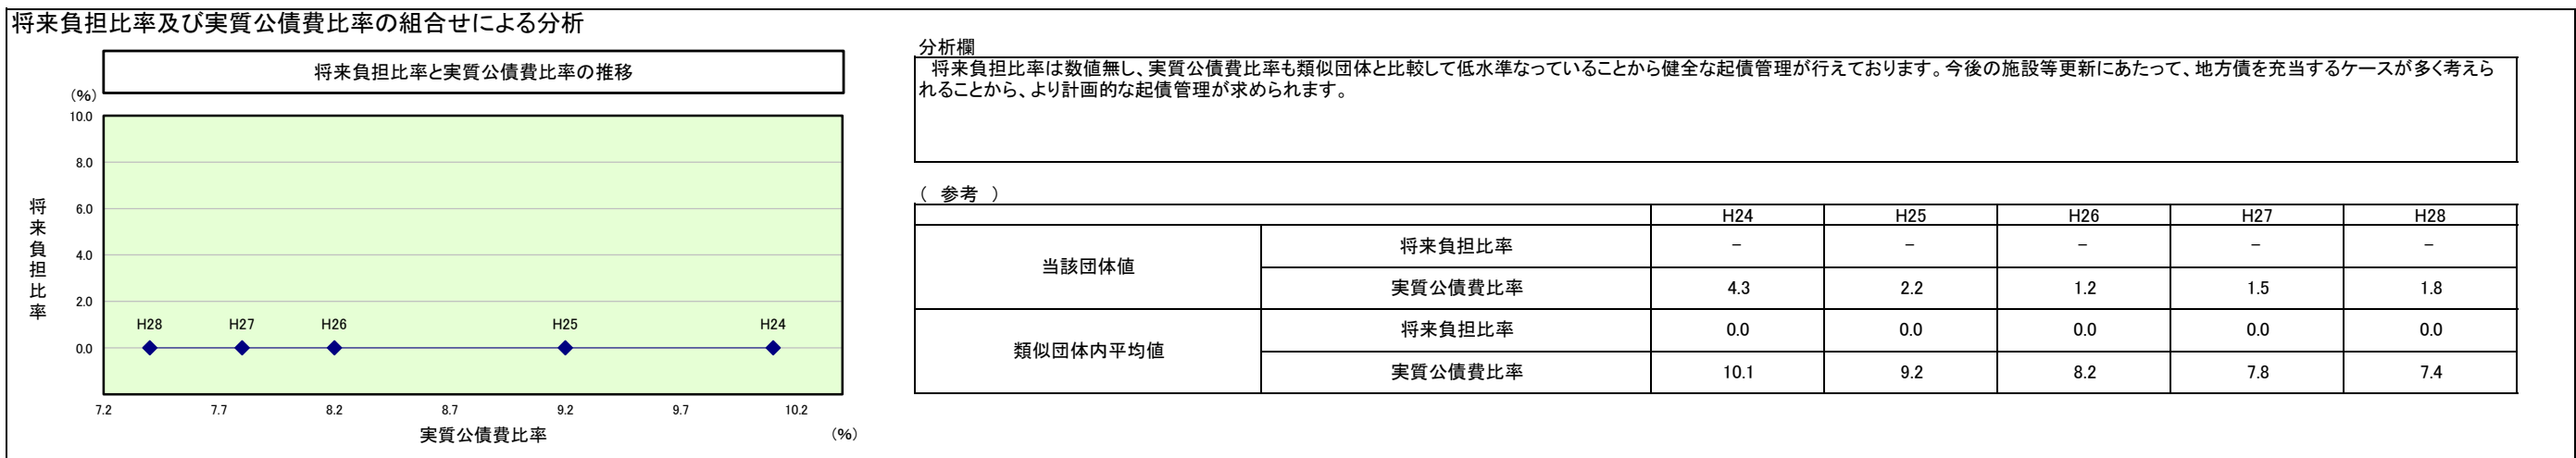 将来負担比率及び実質公債費比率の組合せによる分析
将来負担比率と実質公債費比率の推移
(%)
10.0
8.0
6.0
4.0
2.0
0.0
将来負担比率
H28 H27 H26 H25 H24
7.2 7.7 8.2 8.7 9.2 9.7 10.2
実質公債費比率 (%)
分析欄
将来負担比率は数値無し、実質公債費比率も類似団体と比較して低水準なっていることから健全な起債管理が行えております。今後の施設等更新にあたって、地方債を充当するケースが多く考えら
れることから、より計画的な起債管理が求められます。
( 参考 )
H24 H25 H26 H27 H28
当該団体値
将来負担比率 － － － － －
実質公債費比率 4.3 2.2 1.2 1.5 1.8
類似団体内平均値
将来負担比率 0.0 0.0 0.0 0.0 0.0
実質公債費比率 10.1 9.2 8.2 7.8 7.4